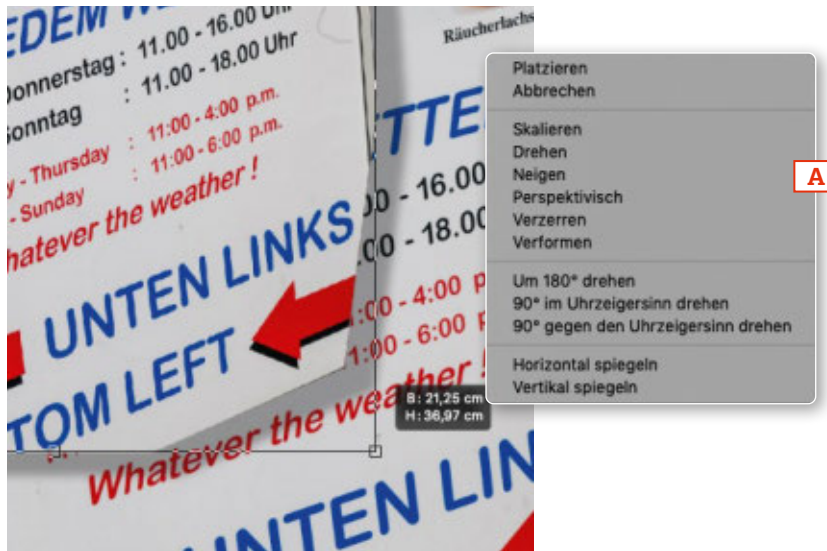 EDEM
Räucherlachs
Donnerstag : 11.00 - 16.00 Uhr
Sonntag : 11.00 - 18.00 Uhr
y - Thursday : 11:00 - 4:00 p.m.
- Sunday : 11:00 - 6:00 p.m.
hatever the weather !
UNTEN LINKS
TOM LEFT
TTE
00 - 16.00
.00 - 18.00
:00 - 4:00 p
1:00 - 6:00 p
Whatever the weather !
UNTEN LIN
B: 21,25 cm
H: 36,97 cm
Platzieren
Abbrechen
Skalieren
Drehen
Neigen
Perspektivisch
Verzerren
Verformen
Um 180° drehen
90° im Uhrzeigersinn drehen
90° gegen den Uhrzeigersinn drehen
Horizontal spiegeln
Vertikal spiegeln
A